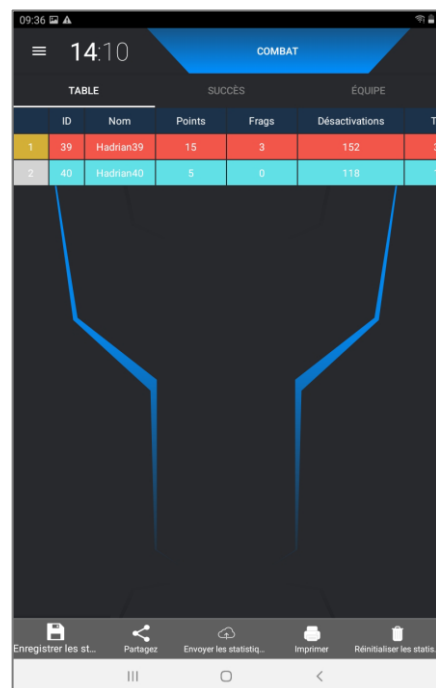 09:36
14:10 COMBAT
TABLE SUCCÈS ÉQUIPE
ID Nom Points Frags Désactivations T
1 39 Hadrian39 15 3 152
2 40 Hadrian40 5 0 118
Enregistrer les st... Partagez Envoyer les statistiq... Imprimer Réinitialiser les statis.